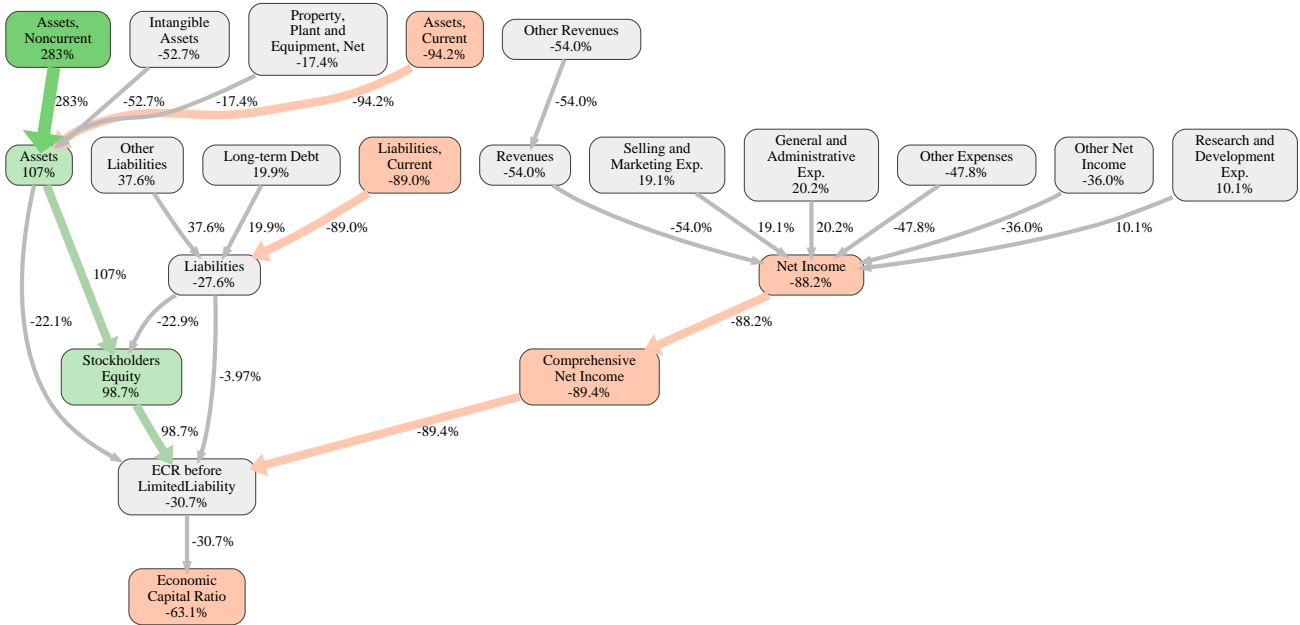 Assets,
Noncurrent
283%
Intangible
Assets
-52.7%
Property,
Plant and
Equipment, Net
-17.4%
Assets,
Current
-94.2%
Other Revenues
-54.0%
283%
-52.7%
-17.4%
-94.2%
-54.0%
Assets
107%
Other
Liabilities
37.6%
Long-term Debt
19.9%
Liabilities,
Current
-89.0%
Revenues
-54.0%
Selling and
Marketing Exp.
19.1%
General and
Administrative
Exp.
20.2%
Other Expenses
-47.8%
Other Net
Income
-36.0%
Research and
Development
Exp.
10.1%
37.6%
19.9%
-89.0%
-54.0%
19.1%
20.2%
-47.8%
-36.0%
10.1%
107%
Liabilities
-27.6%
Net Income
-88.2%
-22.1%
-22.9%
-3.97%
-88.2%
Stockholders
Equity
98.7%
Comprehensive
Net Income
-89.4%
98.7%
-89.4%
ECR before
LimitedLiability
-30.7%
-30.7%
Economic
Capital Ratio
-63.1%